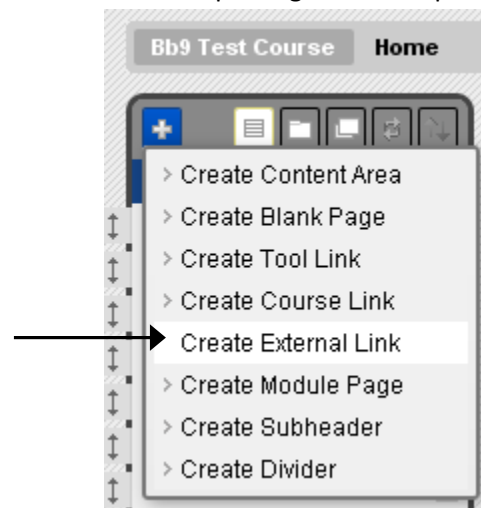 Bb9 Test Course Home
> Create Content Area
> Create Blank Page
> Create Tool Link
> Create Course Link
Create External Link
> Create Module Page
> Create Subheader
> Create Divider